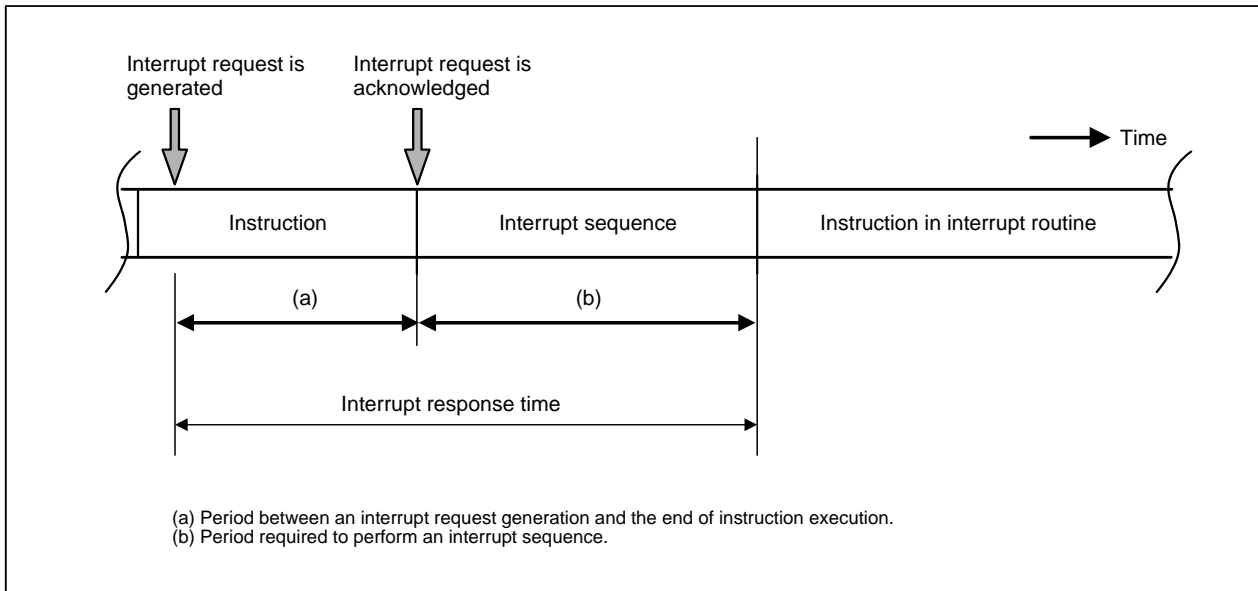 Interrupt request is
generated
Interrupt request is
acknowledged
Time
Instruction
Interrupt sequence
Instruction in interrupt routine
(a)
(b)
Interrupt response time
(a) Period between an interrupt request generation and the end of instruction execution.
(b) Period required to perform an interrupt sequence.